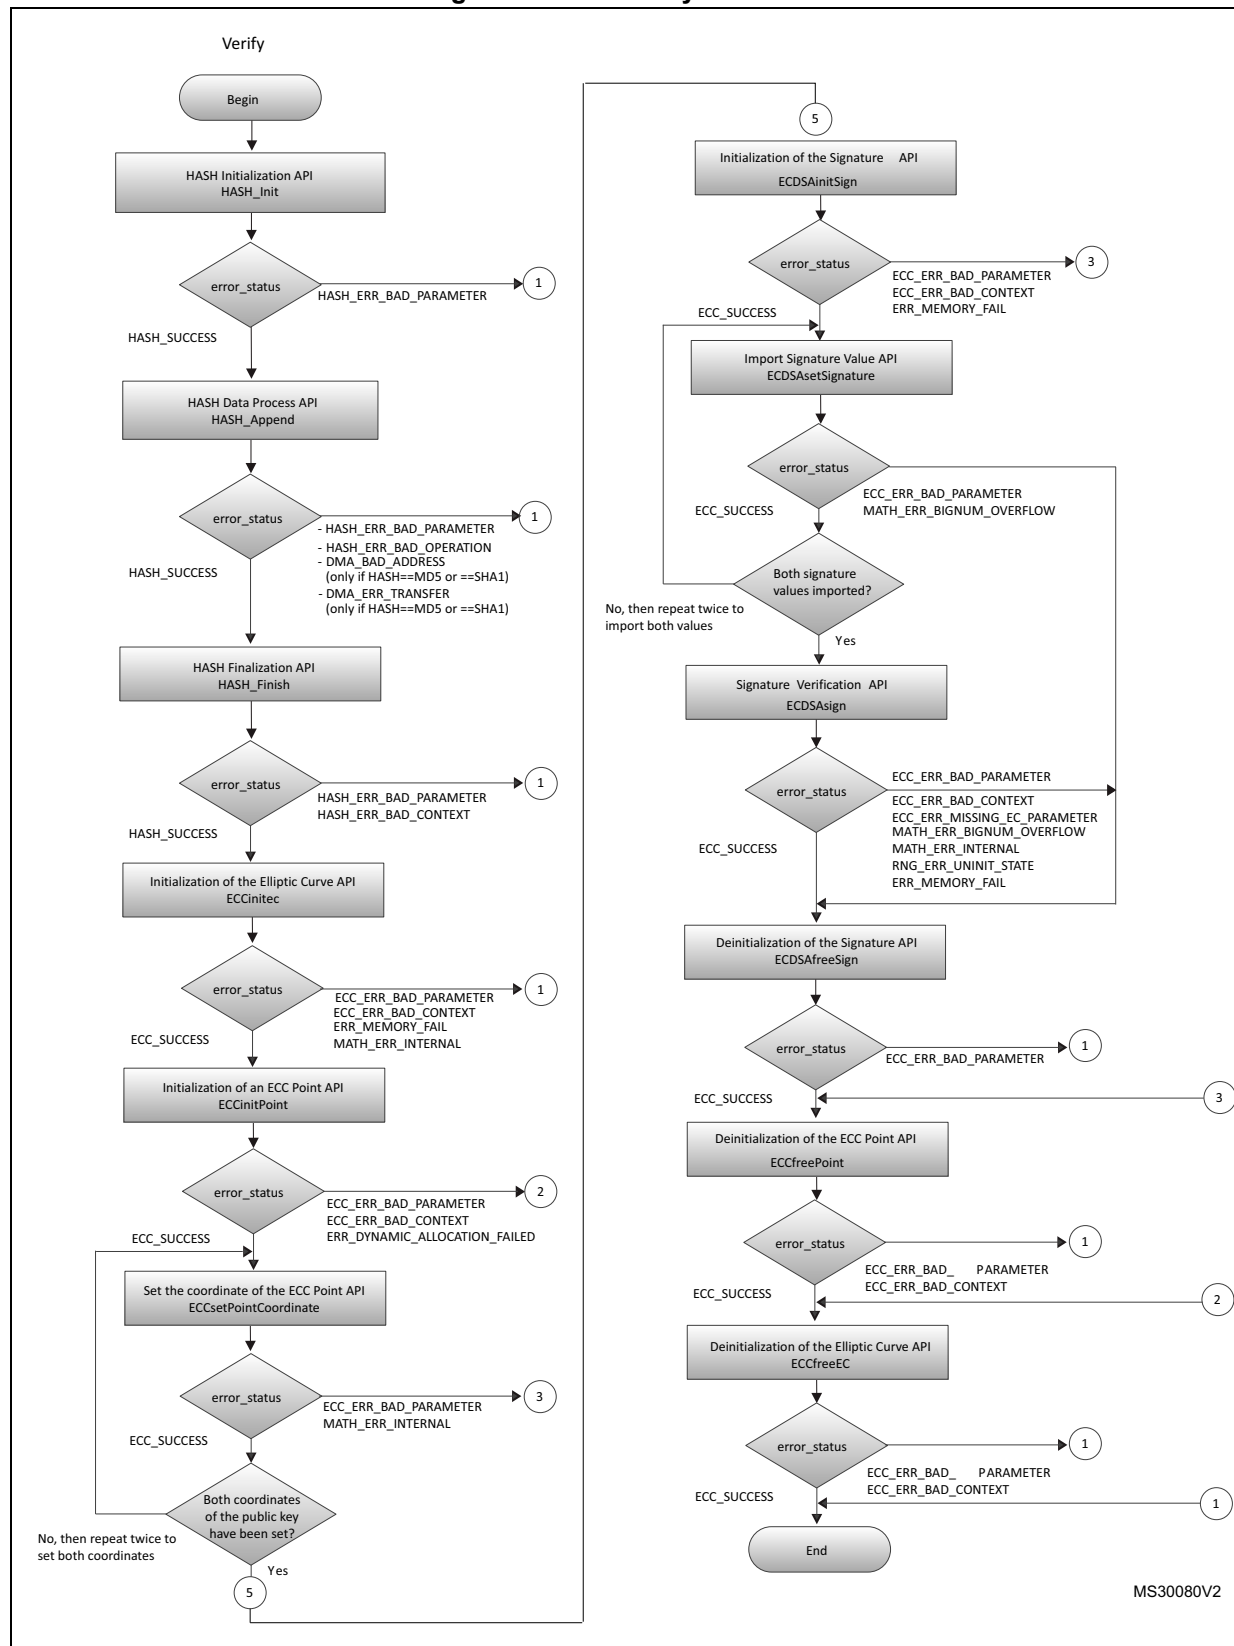 Verify
Begin
HASH Initialization API
HASH_Init
error_status
1
HASH_ERR_BAD_PARAMETER
HASH_SUCCESS
HASH Data Process API
HASH_Append
error_status
1
- HASH_ERR_BAD_PARAMETER
- HASH_ERR_BAD_OPERATION
- DMA_BAD_ADDRESS
(only if HASH==MD5 or ==SHA1)
- DMA_ERR_TRANSFER
(only if HASH==MD5 or ==SHA1)
HASH_SUCCESS
HASH Finalization API
HASH_Finish
error_status
1
HASH_ERR_BAD_PARAMETER
HASH_ERR_BAD_CONTEXT
HASH_SUCCESS
Initialization of the Elliptic Curve API
ECCinitec
error_status
1
ECC_ERR_BAD_PARAMETER
ECC_ERR_BAD_CONTEXT
ERR_MEMORY_FAIL
MATH_ERR_INTERNAL
ECC_SUCCESS
Initialization of an ECC Point API
ECCinitPoint
error_status
2
ECC_ERR_BAD_PARAMETER
ECC_ERR_BAD_CONTEXT
ERR_DYNAMIC_ALLOCATION_FAILED
ECC_SUCCESS
Set the coordinate of the ECC Point API
ECCsetPointCoordinate
error_status
3
ECC_ERR_BAD_PARAMETER
MATH_ERR_INTERNAL
ECC_SUCCESS
Both coordinates
of the public key
have been set?
No, then repeat twice to
set both coordinates
Yes
5
5
Initialization of the Signature API
ECDSAinitSign
error_status
3
ECC_ERR_BAD_PARAMETER
ECC_ERR_BAD_CONTEXT
ERR_MEMORY_FAIL
ECC_SUCCESS
Import Signature Value API
ECDSAsetSignature
error_status
ECC_ERR_BAD_PARAMETER
MATH_ERR_BIGNUM_OVERFLOW
ECC_SUCCESS
Both signature
values imported?
No, then repeat twice to
import both values
Yes
Signature Verification API
ECDSAsign
error_status
ECC_ERR_BAD_PARAMETER
ECC_ERR_BAD_CONTEXT
ECC_ERR_MISSING_EC_PARAMETER
MATH_ERR_BIGNUM_OVERFLOW
MATH_ERR_INTERNAL
RNG_ERR_UNINIT_STATE
ERR_MEMORY_FAIL
ECC_SUCCESS
Deinitialization of the Signature API
ECDSAfreeSign
error_status
1
ECC_ERR_BAD_PARAMETER
ECC_SUCCESS
3
Deinitialization of the ECC Point API
ECCfreePoint
error_status
1
ECC_ERR_BAD_ PARAMETER
ECC_ERR_BAD_CONTEXT
ECC_SUCCESS
2
Deinitialization of the Elliptic Curve API
ECCfreeEC
error_status
1
ECC_ERR_BAD_ PARAMETER
ECC_ERR_BAD_CONTEXT
ECC_SUCCESS
1
End
MS30080V2